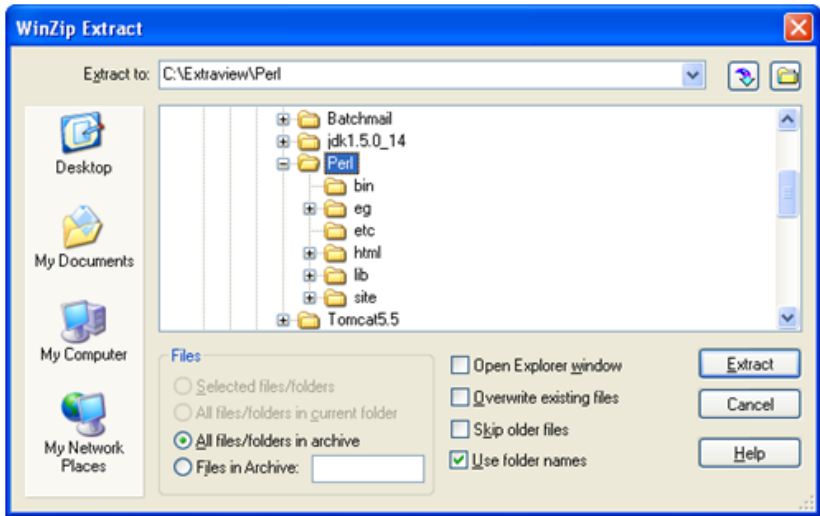 WinZip Extract
Extract to: C:\Extraview\Perl
Desktop
My Documents
My Computer
My Network
Places
Batchmail
jdk1.5.0_14
Perl
bin
eg
etc
html
lib
site
Tomcat5.5
Files
Selected files/folders
All files/folders in current folder
All files/folders in archive
Files in Archive:
Open Explorer window
Overwrite existing files
Skip older files
Use folder names
Extract
Cancel
Help